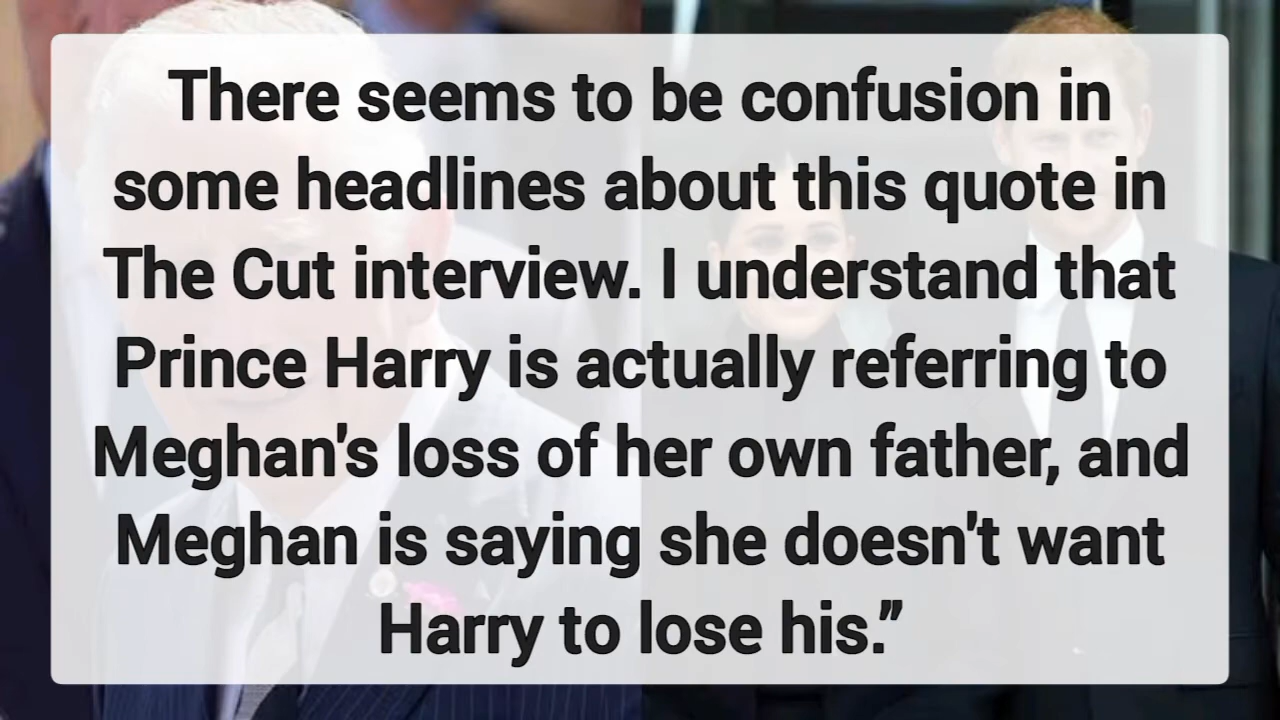 There seems to be confusion in
some headlines about this quote in
The Cut interview. I understand that
Prince Harry is actually referring to
Meghan's loss of her own father, and
Meghan is saying she doesn't want
Harry to lose his.”